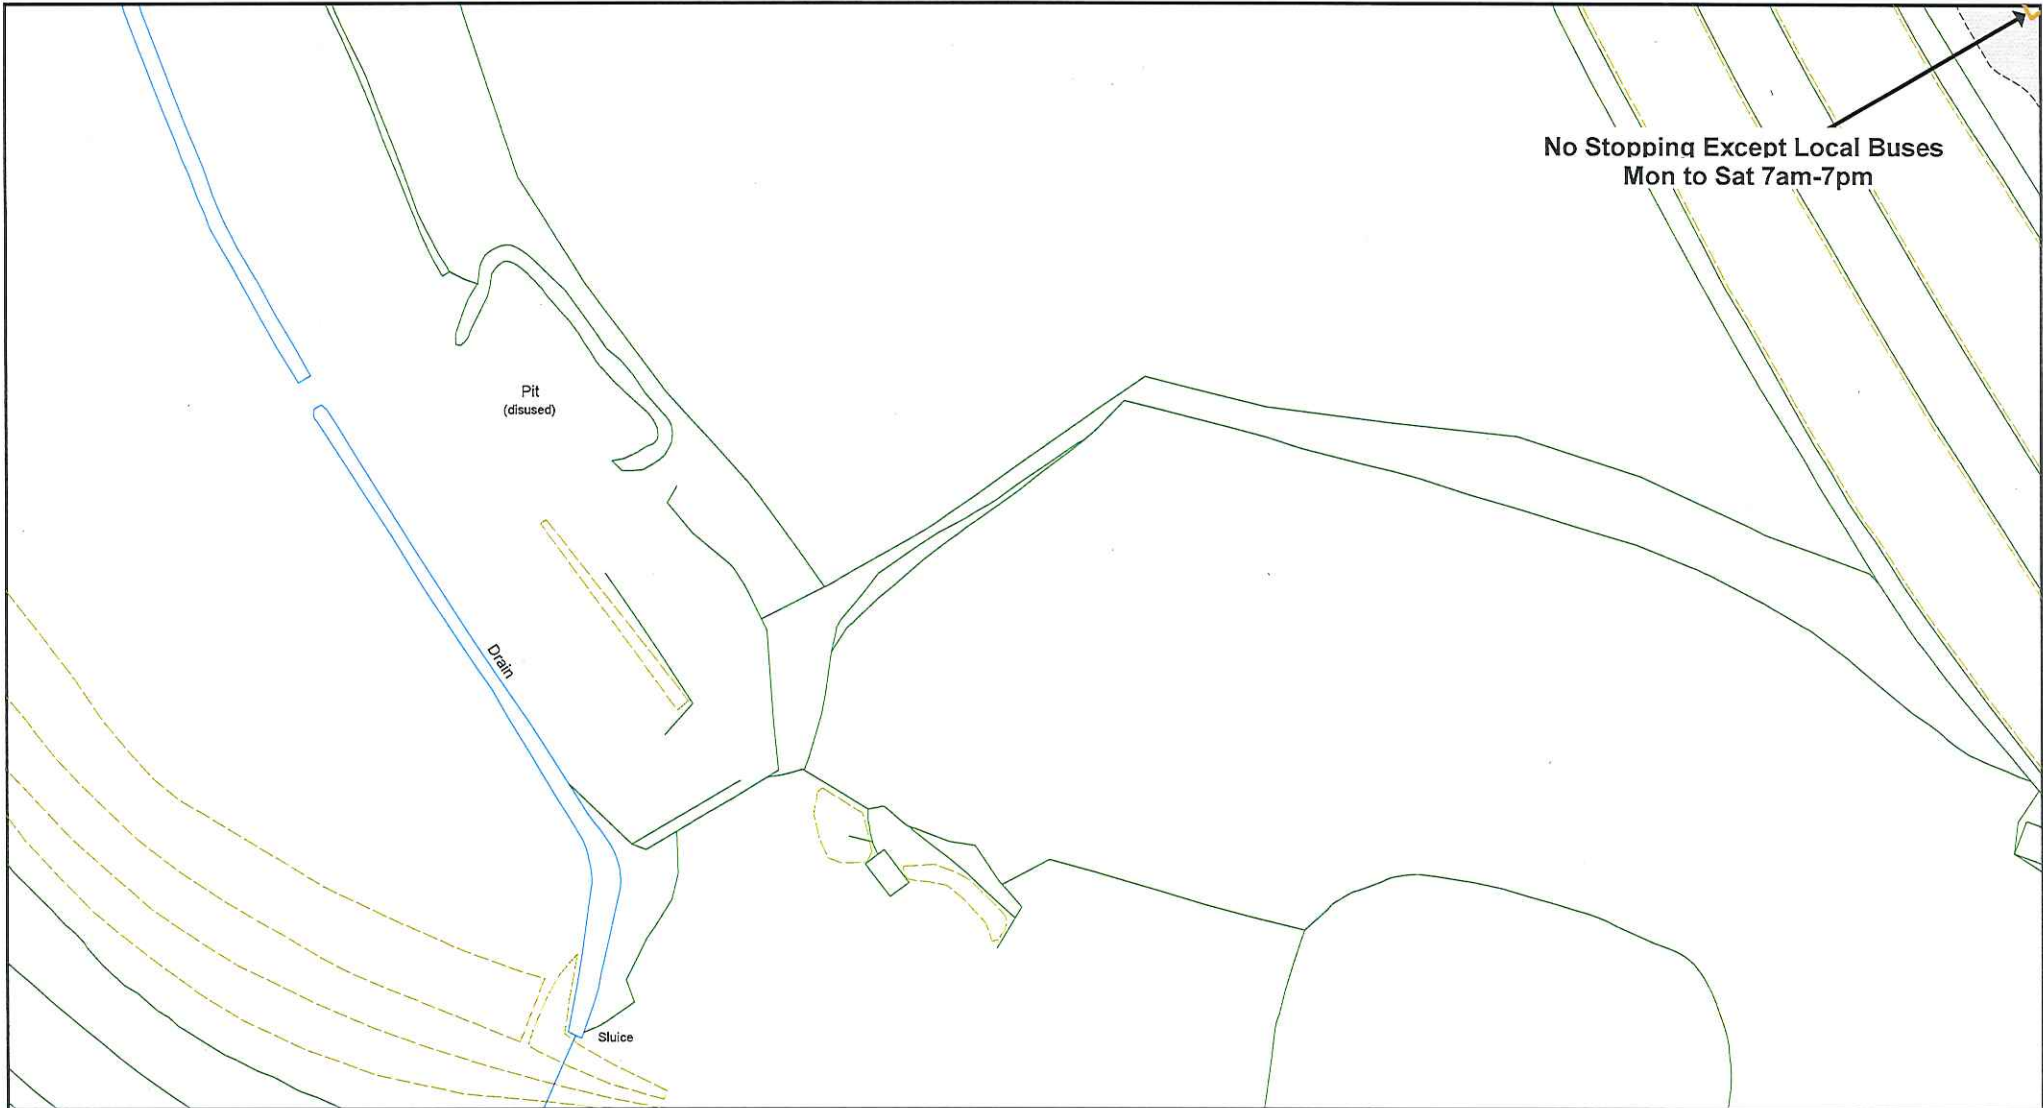 No Stopping Except Local Buses
Mon to Sat 7am-7pm
Pit
(disused)
Drain
Sluice